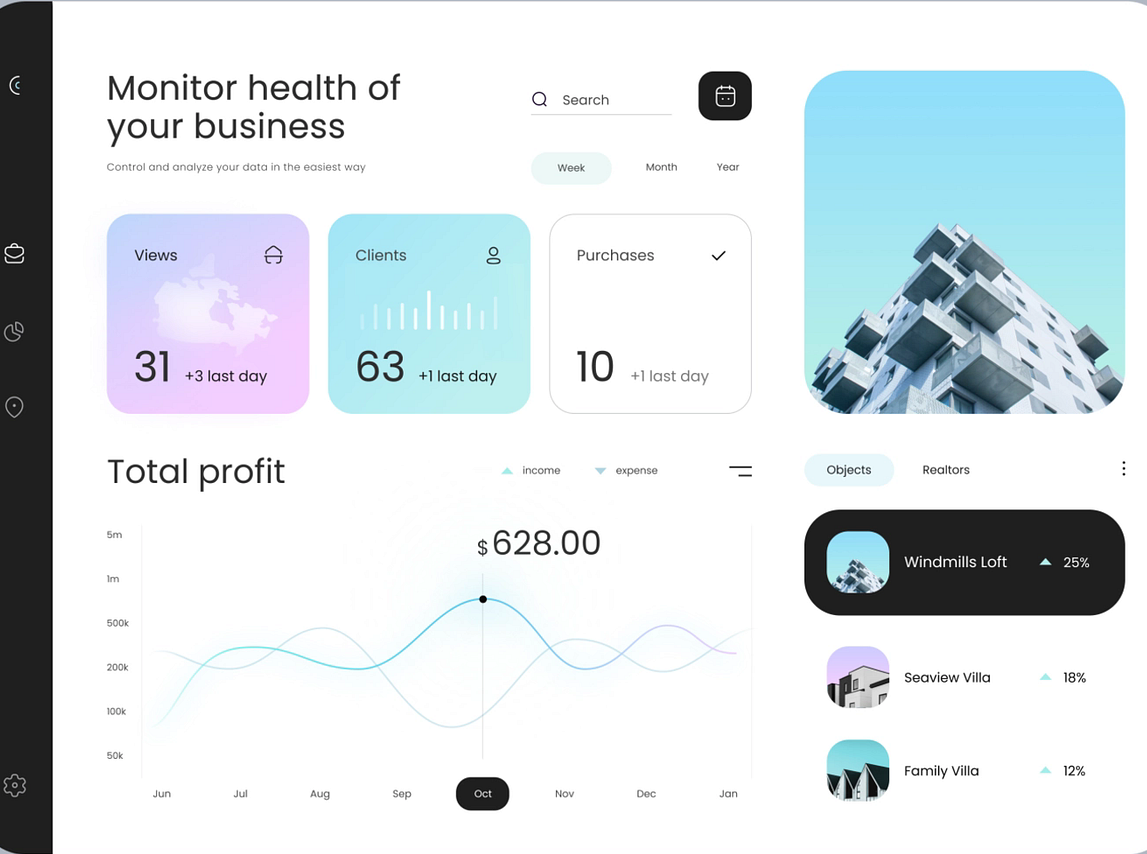 Monitor health of
your business
Control and analyze your data in the easiest way
Search
Week Month Year
Views
31 +3 last day
Clients
63 +1 last day
Purchases
10 +1 last day
Total profit
income expense
$628.00
5m
1m
500k
200k
100k
50k
Jun Jul Aug Sep Oct Nov Dec Jan
Objects Realtors
Windmills Loft 25%
Seaview Villa 18%
Family Villa 12%